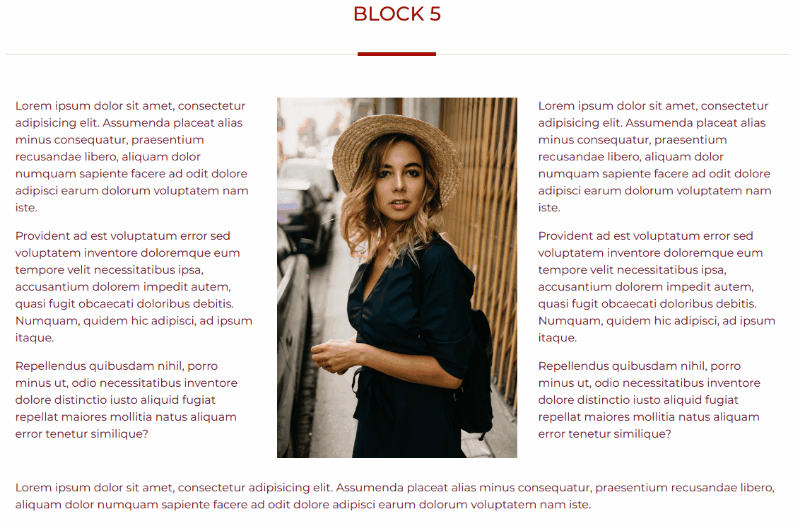 BLOCK 5
Lorem ipsum dolor sit amet, consectetur
adipisicing elit. Assumenda placeat alias
minus consequatur, praesentium
recusandae libero, aliquam dolor
numquam sapiente facere ad odit dolore
adipisci earum dolorum voluptatem nam
iste.
Provident ad est voluptatum error sed
voluptatem inventore doloremque eum
tempore velit necessitatibus ipsa,
accusantium dolorem impedit autem,
quasi fugit obcaecati doloribus debitis.
Numquam, quidem hic adipisci, ad ipsum
itaque.
Repellendus quibusdam nihil, porro
minus ut, odio necessitatibus inventore
dolore distinctio iusto aliquid fugiat
repellat maiores mollitia natus aliquam
error tenetur similique?
Lorem ipsum dolor sit amet, consectetur
adipisicing elit. Assumenda placeat alias
minus consequatur, praesentium
recusandae libero, aliquam dolor
numquam sapiente facere ad odit dolore
adipisci earum dolorum voluptatem nam
iste.
Provident ad est voluptatum error sed
voluptatem inventore doloremque eum
tempore velit necessitatibus ipsa,
accusantium dolorem impedit autem,
quasi fugit obcaecati doloribus debitis.
Numquam, quidem hic adipisci, ad ipsum
itaque.
Repellendus quibusdam nihil, porro
minus ut, odio necessitatibus inventore
dolore distinctio iusto aliquid fugiat
repellat maiores mollitia natus aliquam
error tenetur similique?
Lorem ipsum dolor sit amet, consectetur adipisicing elit. Assumenda placeat alias minus consequatur, praesentium recusandae libero,
aliquam dolor numquam sapiente facere ad odit dolore adipisci earum dolorum voluptatem nam iste.